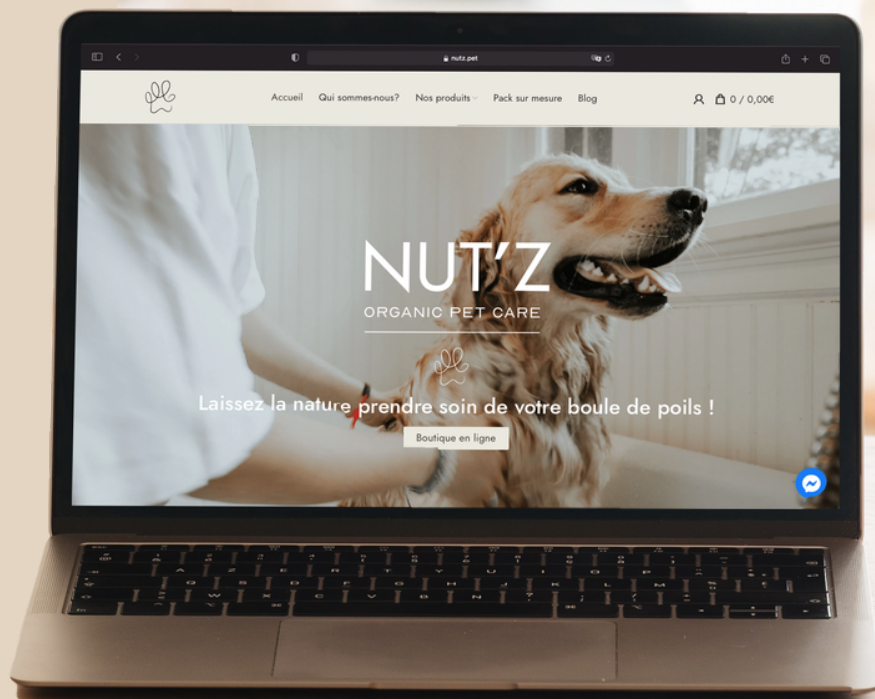 nutz.pet
Accueil Qui sommes-nous? Nos produits Pack sur mesure Blog 0 / 0,00€
NUT'Z
ORGANIC PET CARE
Laissez la nature prendre soin de votre boule de poils !
Boutique en ligne
A Z E R T Y U I O P
Q S D F G H J K L M
W X C V B N